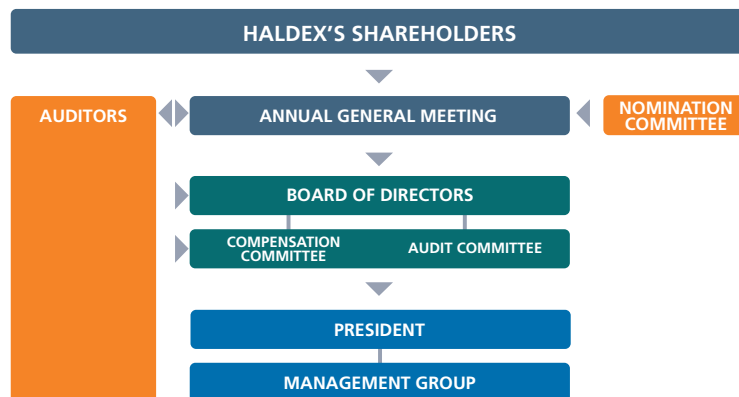 HALDEX’S SHAREHOLDERS
AUDITORS
ANNUAL GENERAL MEETING
NOMINATION
COMMITTEE
BOARD OF DIRECTORS
COMPENSATION
COMMITTEE
AUDIT COMMITTEE
PRESIDENT
MANAGEMENT GROUP